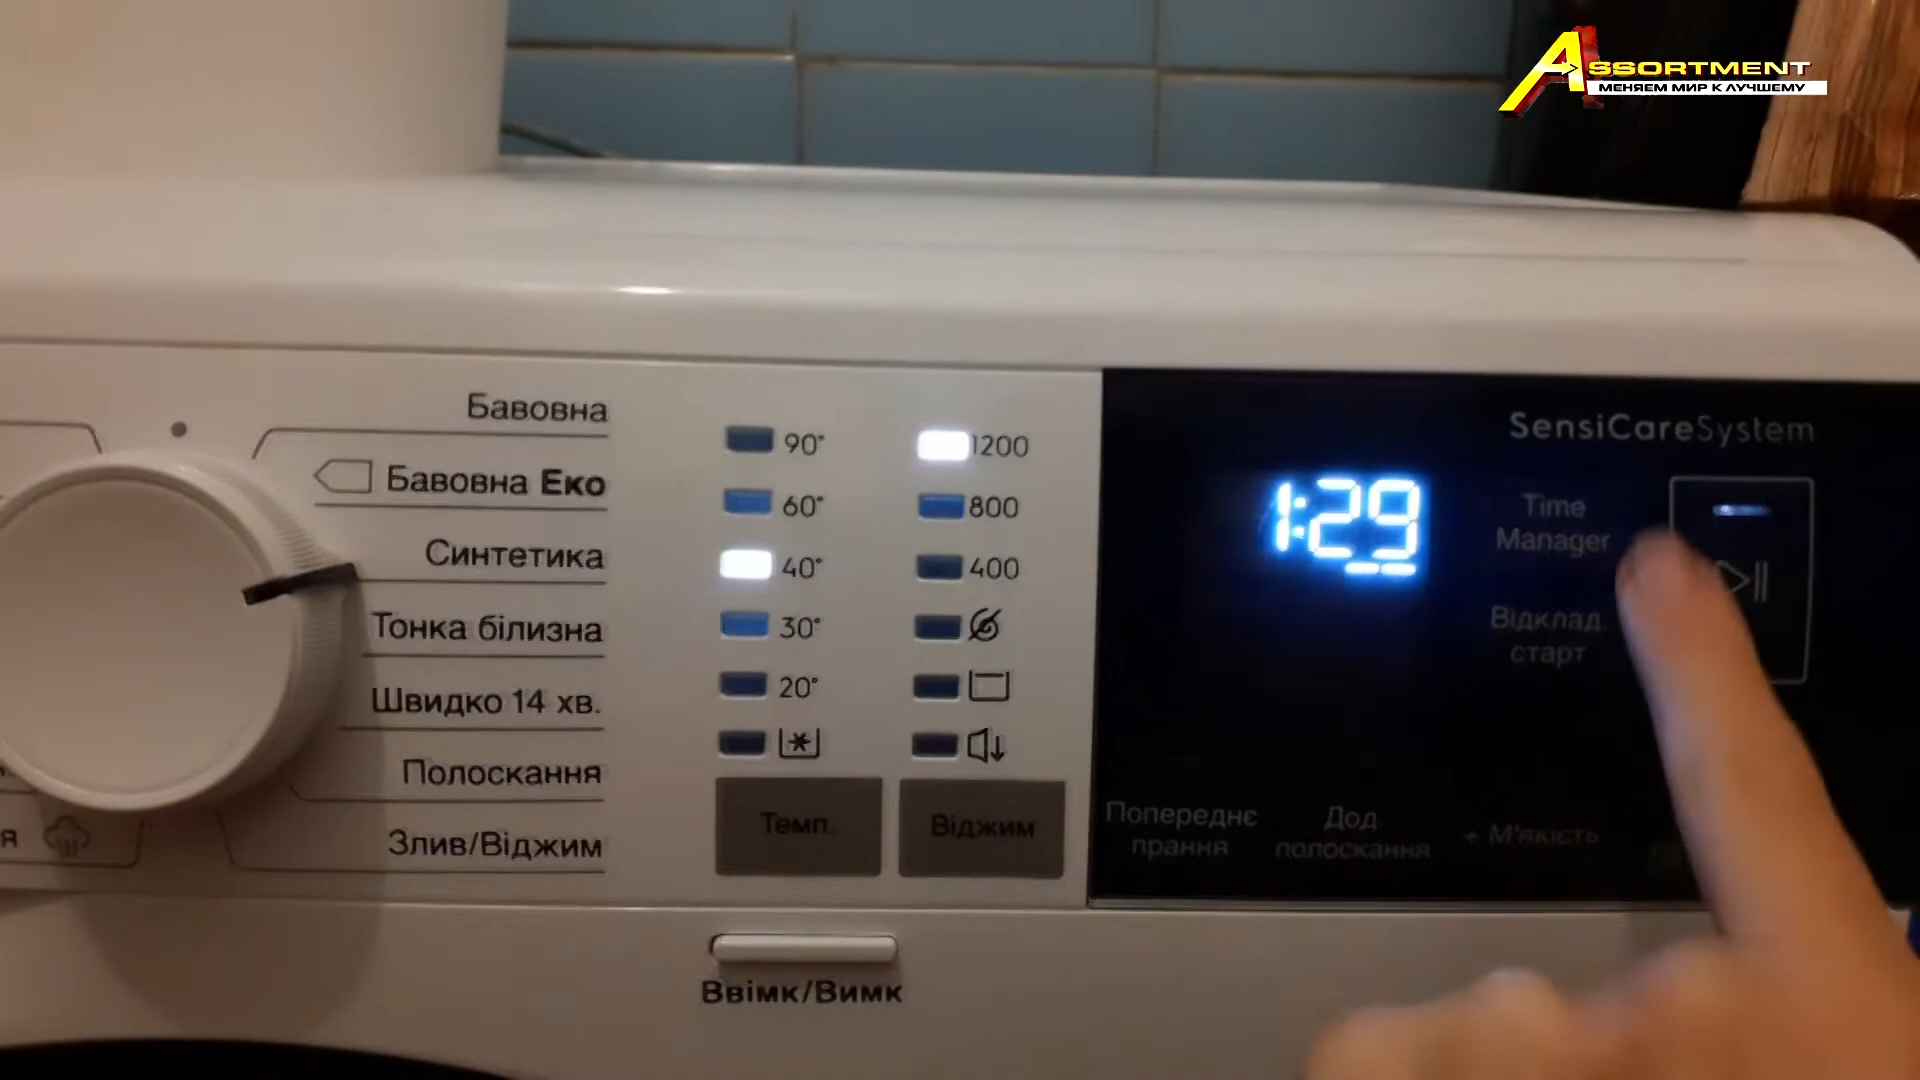 ASSORTMENT
МЕНЯЕМ МИР К ЛУЧШЕМУ
Бавовна
Бавовна Еко
Синтетика
Тонка білизна
Швидко 14 хв.
Полоскання
Злив/Віджим
90°
60°
40°
30°
20°
Темп.
1200
800
400
Віджим
Ввімк/Вимк
SensiCareSystem
1:29
Time
Manager
Відклад.
старт
Попереднє
прання
Дод.
полоскання
+ М'якість